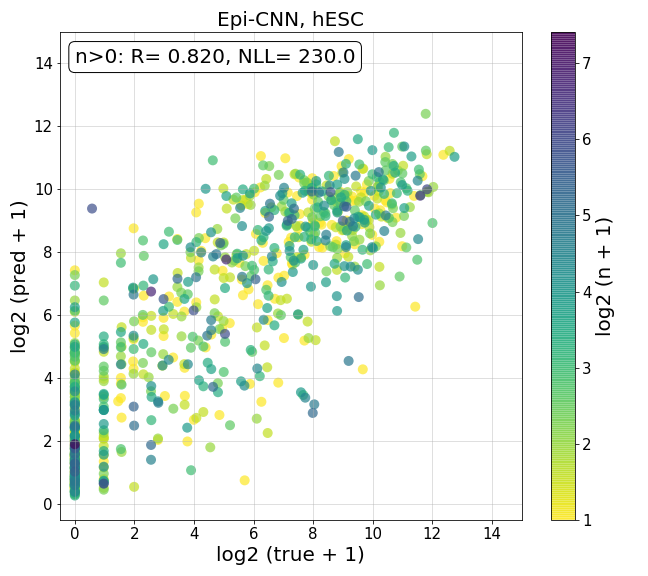 Epi-CNN, hESC
n>0: R= 0.820, NLL= 230.0
log2 (pred + 1)
14
12
10
8
6
4
2
0
0 2 4 6 8 10 12 14
log2 (true + 1)
7
6
5
4
3
2
1
log2 (n + 1)